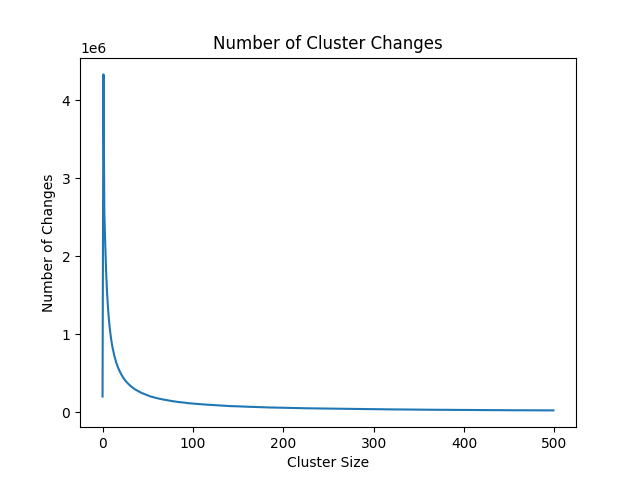 Number of Cluster Changes
1e6
4
3
2
1
0
Number of Changes
0 100 200 300 400 500
Cluster Size